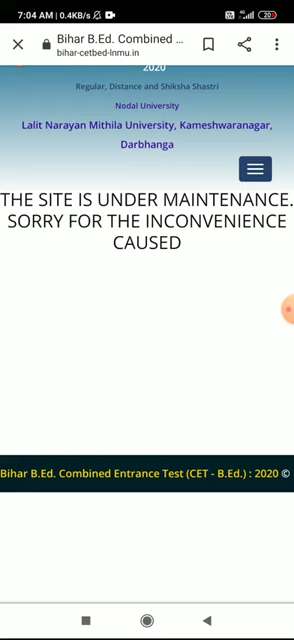 7:04 AM | 0.4KB/s
4G
20
Bihar B.Ed. Combined ...
bihar-cetbed-lnmu.in
2020
Regular, Distance and Shiksha Shastri
Nodal University
Lalit Narayan Mithila University, Kameshwaranagar,
Darbhanga
THE SITE IS UNDER MAINTENANCE.
SORRY FOR THE INCONVENIENCE
CAUSED
Bihar B.Ed. Combined Entrance Test (CET - B.Ed.) : 2020 ©